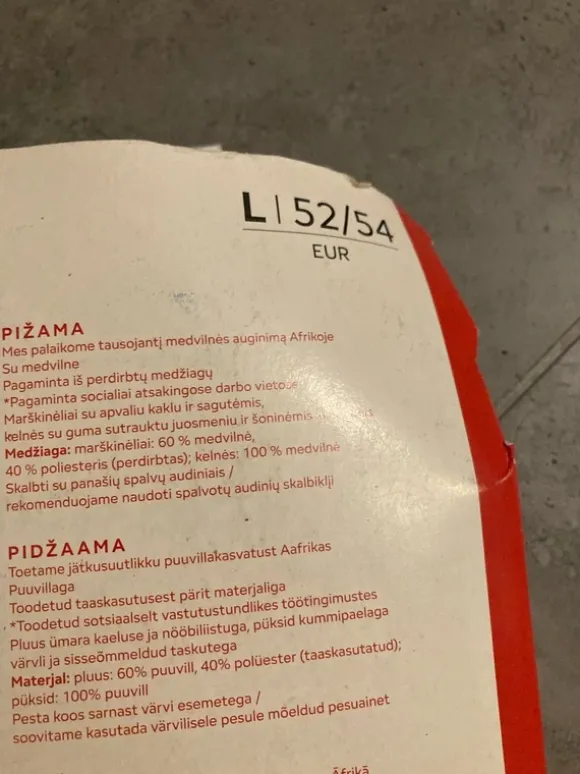 L | 52/54
EUR
PIŽAMA
Mes palaikome tausojantį medvilnės auginimą Afrikoje
Su medvilne
Pagaminta iš perdirbtų medžiagų
*Pagaminta socialiai atsakingose darbo vietose
Marškinėliai su apvaliu kaklu ir sagutėmis,
kelnės su guma sutrauktu juosmeniu ir šoninėmis
Medžiaga: marškinėliai: 60 % medvilnė,
40 % poliesteris (perdirbtas); kelnės: 100 % medvilnė
Skalbti su panašių spalvų audiniais /
rekomenduojame naudoti spalvotų audinių skalbiklį
PIDŽAAMA
Toetame jätkusuutlikku puuvillakasvatust Aafrikas
Puuvillaga
Toodetud taaskasutusest pärit materjaliga
*Toodetud sotsiaalselt vastutustundlikes töötingimustes
Pluus ümara kaeluse ja nööbiliistuga, püksid kummipaelaga
värvli ja sisseõmmeldud taskutega
Materjal: pluus: 60% puuvill, 40% polüester (taaskasutatud);
püksid: 100% puuvill
Pesta koos sarnast värvi esemetega /
soovitame kasutada värvilisele pesule mõeldud pesuainet
Āfrikā